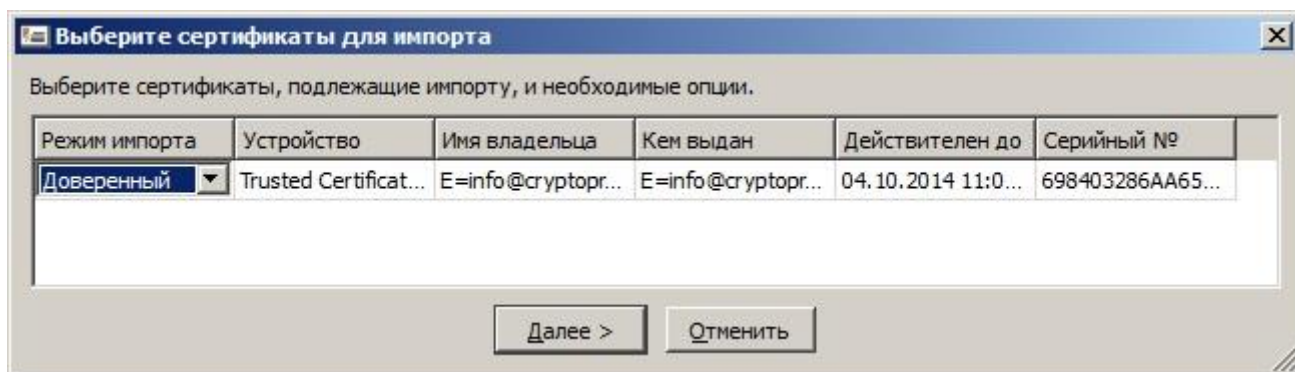 Выберите сертификаты для импорта
Выберите сертификаты, подлежащие импорту, и необходимые опции.
Режим импорта Устройство Имя владельца Кем выдан Действителен до Серийный №
Доверенный Trusted Certificat... E=info@cryptopr... E=info@cryptopr... 04.10.2014 11:0... 698403286AA65...
Далее > Отменить